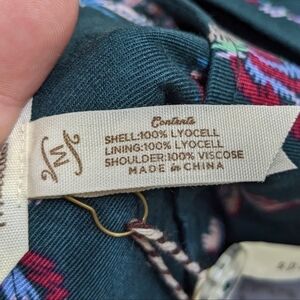 Contents
SHELL:100% LYOCELL
LINING:100% LYOCELL
SHOULDER:100% VISCOSE
MADE IN CHINA